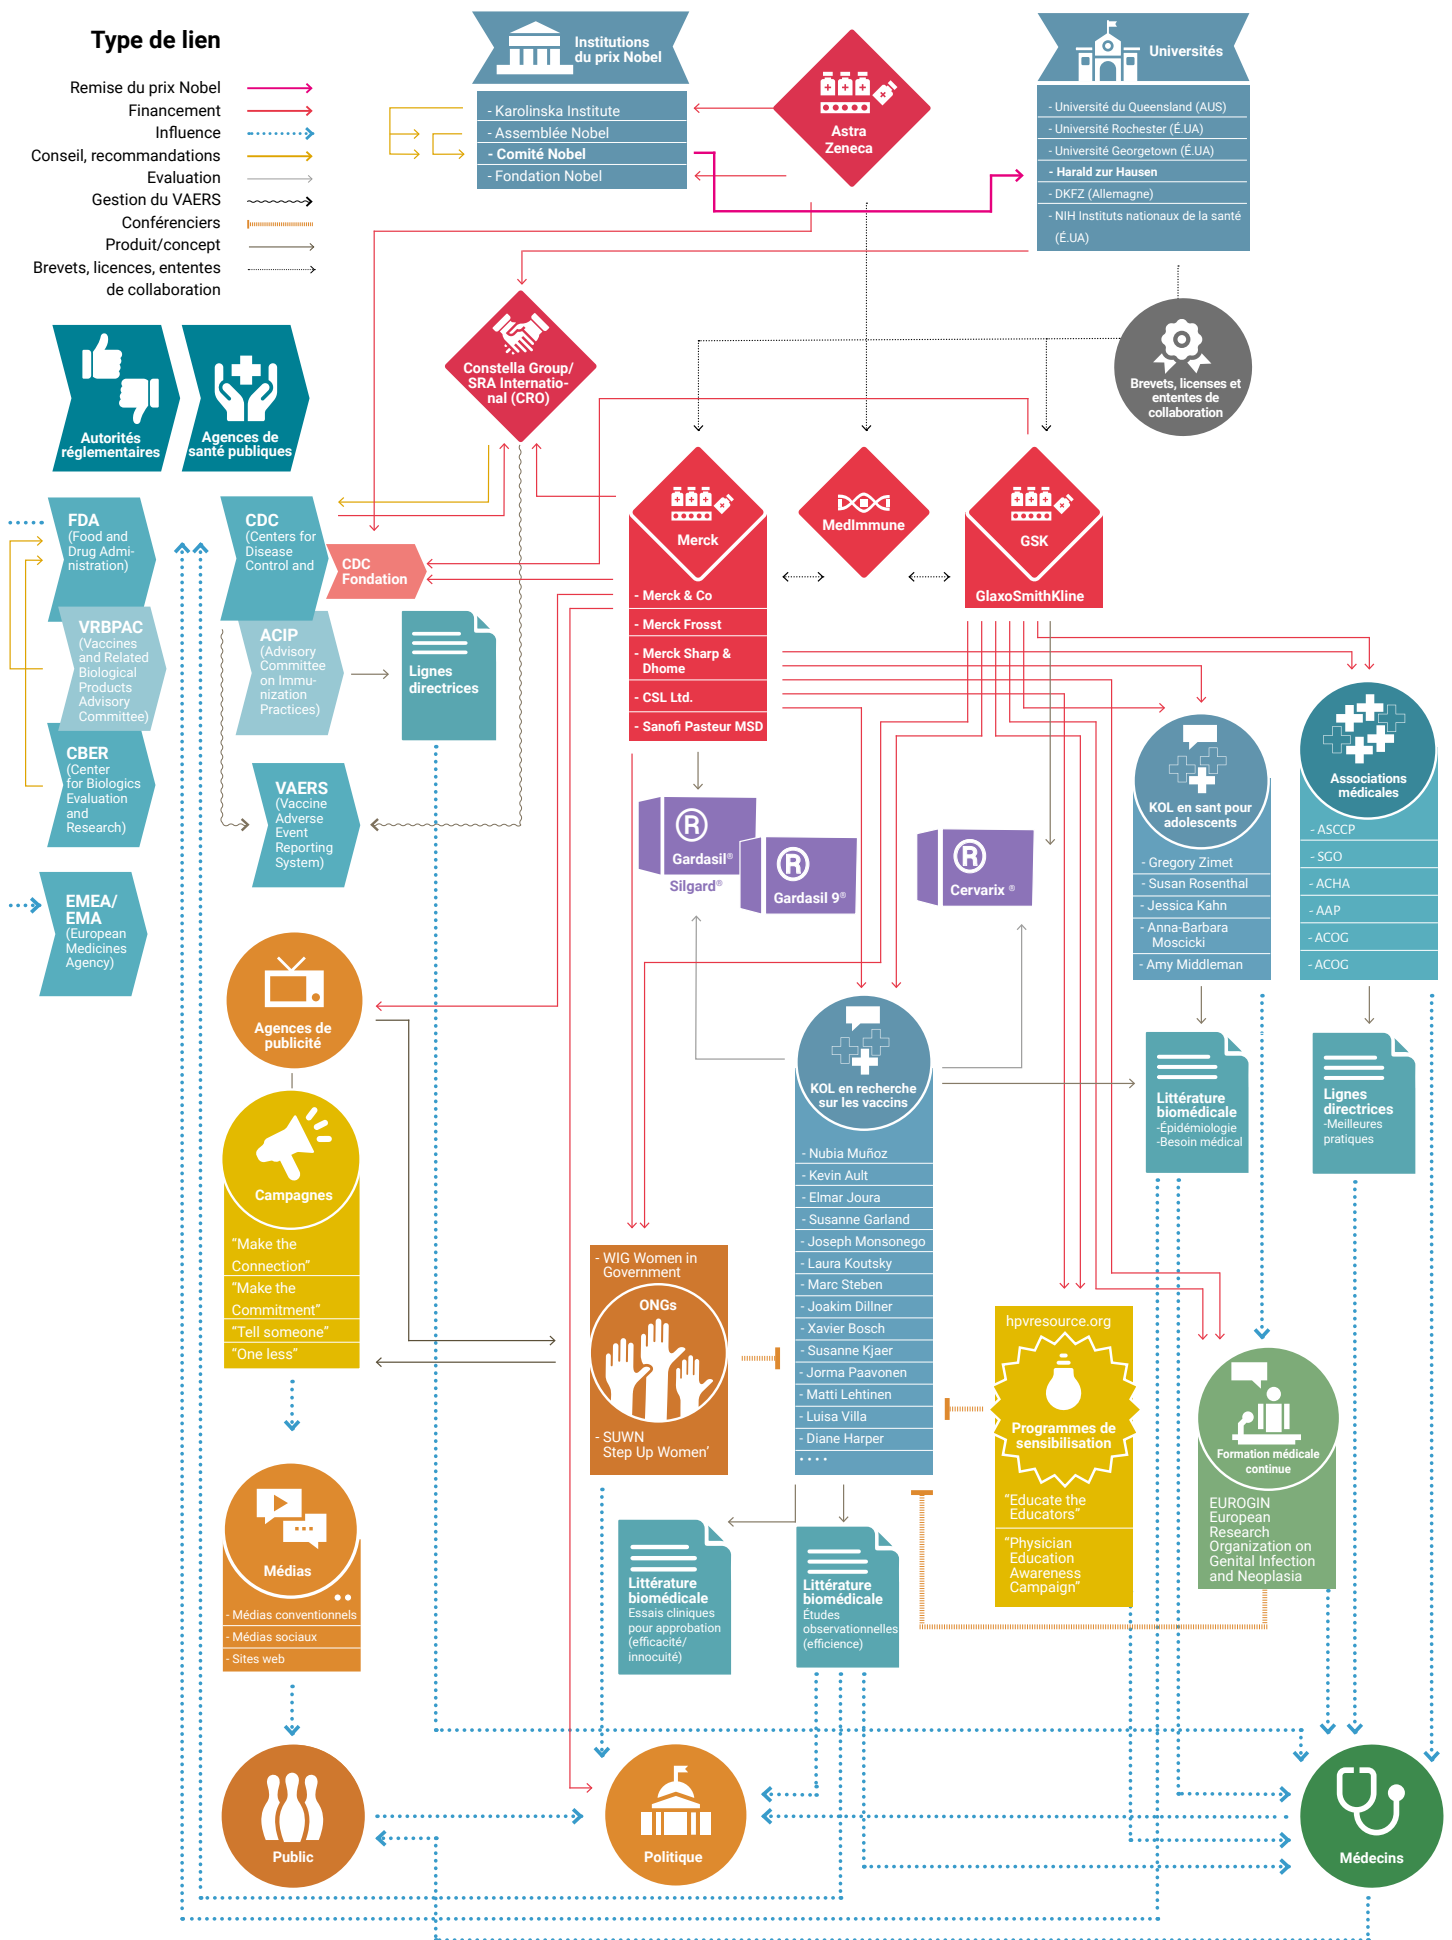 Type de lien
Remise du prix Nobel
Financement
Influence
Conseil, recommandations
Evaluation
Gestion du VAERS
Conférenciers
Produit/concept
Brevets, licences, ententes
de collaboration
Institutions
du prix Nobel
- Karolinska Institute
- Assemblée Nobel
- Comité Nobel
- Fondation Nobel
Astra
Zeneca
Universités
- Université du Queensland (AUS)
- Université Rochester (É.UA)
- Université Georgetown (É.UA)
- Harald zur Hausen
- DKFZ (Allemagne)
- NIH Instituts nationaux de la santé
(É.UA)
Constella Group/
SRA Internatio-
nal (CRO)
Brevets, licenses et
ententes de
collaboration
Autorités
réglementaires
Agences de
santé publiques
FDA
(Food and
Drug Admi-
nistration)
VRBPAC
(Vaccines
and Related
Biological
Products
Advisory
Committee)
CBER
(Center
for Biologics
Evaluation
and
Research)
EMEA/
EMA
(European
Medicines
Agency)
CDC
(Centers for
Disease
Control and
CDC
Fondation
ACIP
(Advisory
Committee
on Immu-
nization
Practices)
Lignes
directrices
VAERS
(Vaccine
Adverse
Event
Reporting
System)
Merck
- Merck & Co
- Merck Frosst
- Merck Sharp &
Dhome
- CSL Ltd.
- Sanofi Pasteur MSD
MedImmune
GSK
GlaxoSmithKline
®
Gardasil®
Silgard®
®
Gardasil 9®
®
Cervarix ®
KOL en sant pour
adolescents
- Gregory Zimet
- Susan Rosenthal
- Jessica Kahn
- Anna-Barbara
Moscicki
- Amy Middleman
Associations
médicales
- ASCCP
- SGO
- ACHA
- AAP
- ACOG
- ACOG
Agences de
publicité
Campagnes
"Make the
Connection"
"Make the
Commitment"
"Tell someone"
"One less"
KOL en recherche
sur les vaccins
- Nubia Muñoz
- Kevin Ault
- Elmar Joura
- Susanne Garland
- Joseph Monsonego
- Laura Koutsky
- Marc Steben
- Joakim Dillner
- Xavier Bosch
- Susanne Kjaer
- Jorma Paavonen
- Matti Lehtinen
- Luisa Villa
- Diane Harper
....
Littérature
biomédicale
-Épidémiologie
-Besoin médical
Lignes
directrices
-Meilleures
pratiques
- WIG Women in
Government
ONGs
- SUWN
Step Up Women'
hpvresource.org
Programmes de
sensibilisation
"Educate the
Educators"
"Physician
Education
Awareness
Campaign"
Formation médicale
continue
EUROGIN
European
Research
Organization on
Genital Infection
and Neoplasia
Médias
- Médias conventionnels
- Médias sociaux
- Sites web
Littérature
biomédicale
Essais cliniques
pour approbation
(efficacité/
innocuité)
Littérature
biomédicale
Études
observationnelles
(efficience)
Public
Politique
Médecins